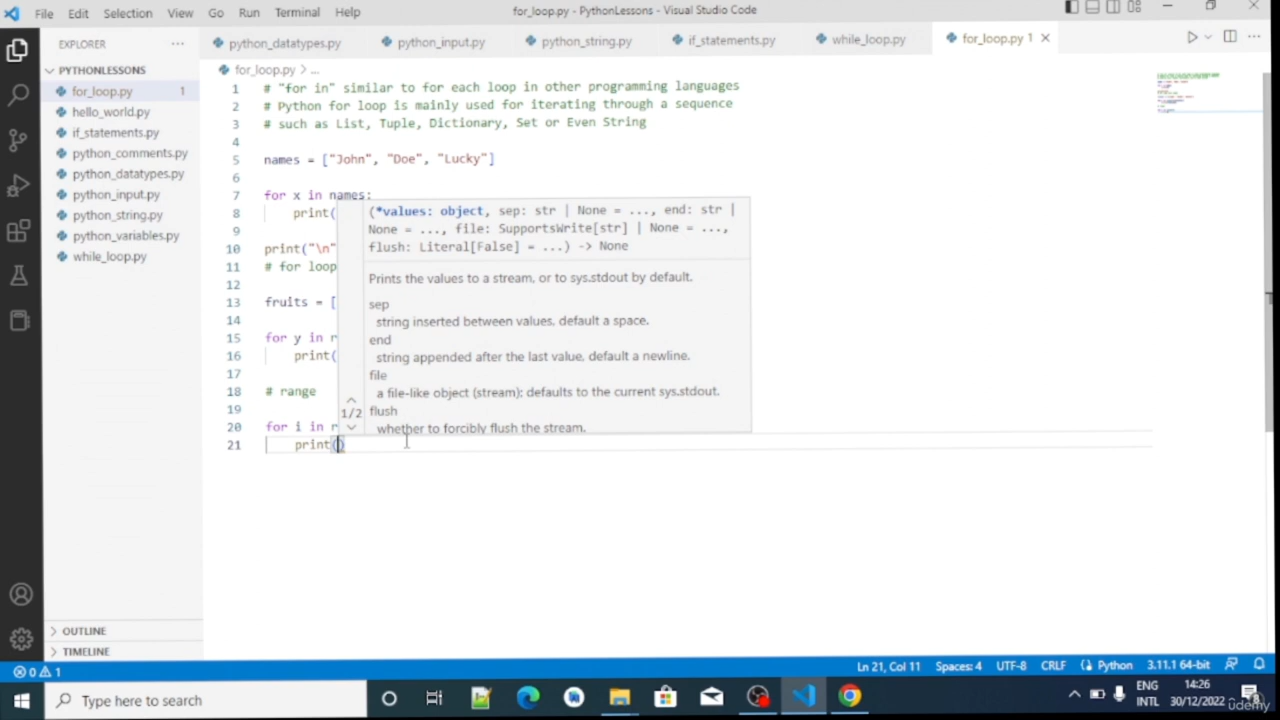 File Edit Selection View Go Run Terminal Help
for_loop.py - PythonLessons - Visual Studio Code
EXPLORER
python_datatypes.py
python_input.py
python_string.py
if_statements.py
while_loop.py
for_loop.py 1
PYTHONLESSONS
for_loop.py 1
hello_world.py
if_statements.py
python_comments.py
python_datatypes.py
python_input.py
python_string.py
python_variables.py
while_loop.py
OUTLINE
TIMELINE
for_loop.py > ...
1 # "for in" similar to for each loop in other programming languages
2 # Python for loop is mainly used for iterating through a sequence
3 # such as List, Tuple, Dictionary, Set or Even String
4
5 names = ["John", "Doe", "Lucky"]
6
7 for x in names:
8 print(
9
10 print("\n"
11 # for loop
12
13 fruits = [
14
15 for y in r
16 print(
17
18 # range
19
20 for i in r
21 print()
(*values: object, sep: str | None = ..., end: str |
None = ..., file: SupportsWrite[str] | None = ...,
flush: Literal[False] = ...) -> None
Prints the values to a stream, or to sys.stdout by default.
sep
string inserted between values, default a space.
end
string appended after the last value, default a newline.
file
a file-like object (stream); defaults to the current sys.stdout.
1/2 flush
whether to forcibly flush the stream.
0 1
Ln 21, Col 11 Spaces: 4 UTF-8 CRLF Python 3.11.1 64-bit
Type here to search
ENG
INTL
14:26
30/12/2022
udemy